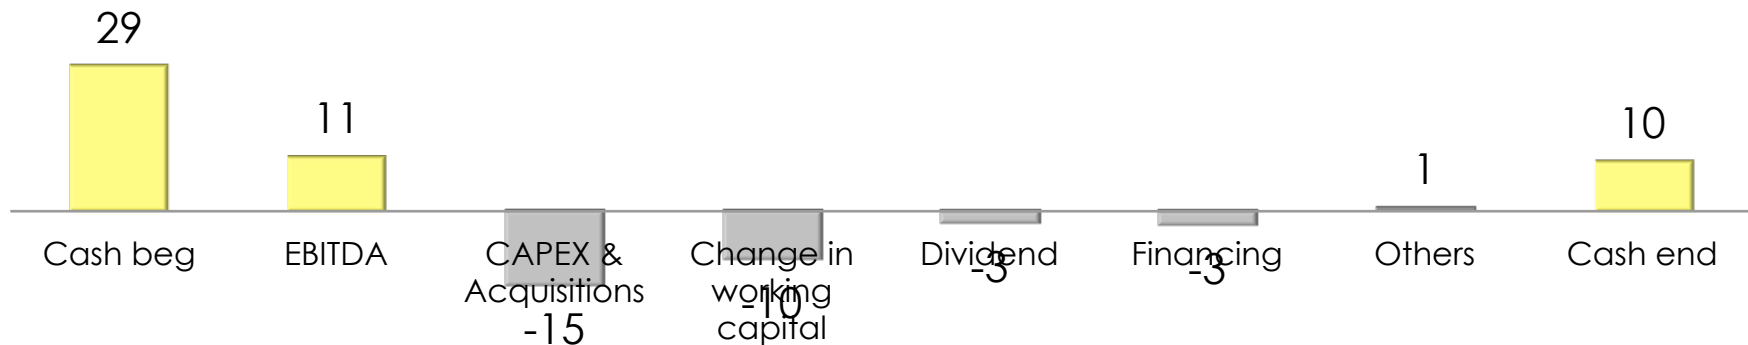 29
11
1
10
Cash beg
EBITDA
CAPEX &
Acquisitions
-15
Change in
working
capital
-10
Dividend
-3
Financing
-3
Others
Cash end